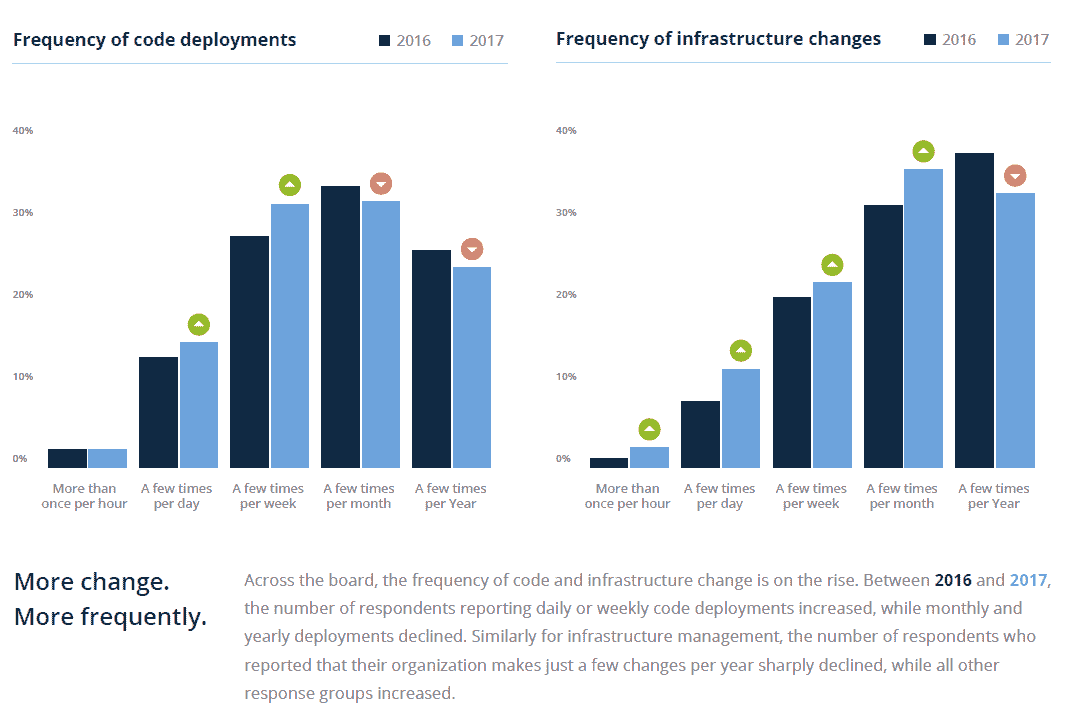 Frequency of code deployments
2016 2017
40%
30%
20%
10%
0%
More than
once per hour
A few times
per day
A few times
per week
A few times
per month
A few times
per Year
Frequency of infrastructure changes
2016 2017
40%
30%
20%
10%
0%
More than
once per hour
A few times
per day
A few times
per week
A few times
per month
A few times
per Year
More change.
More frequently.
Across the board, the frequency of code and infrastructure change is on the rise. Between 2016 and 2017,
the number of respondents reporting daily or weekly code deployments increased, while monthly and
yearly deployments declined. Similarly for infrastructure management, the number of respondents who
reported that their organization makes just a few changes per year sharply declined, while all other
response groups increased.